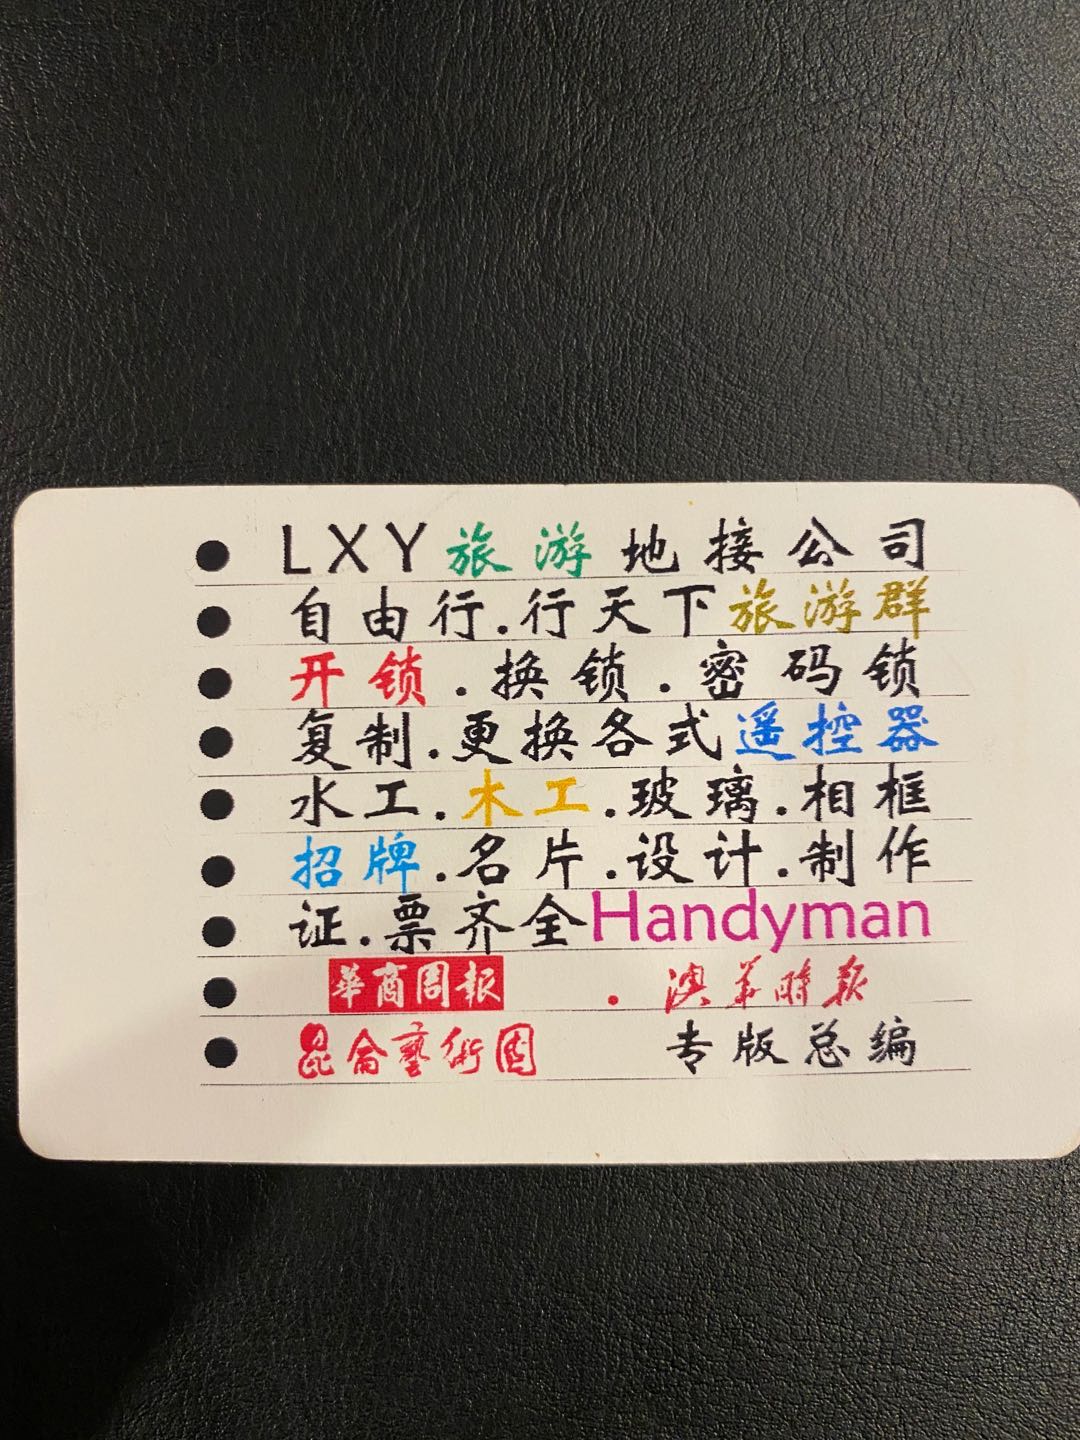 LXY旅游地接公司
自由行.行天下旅游群
开锁.换锁.密码锁
复制.更换各式遥控器
水工.木工.玻璃.相框
招牌.名片.设计.制作
证.票齐全Handyman
華商周報 . 澳华時报
昆侖藝術園 专版总编